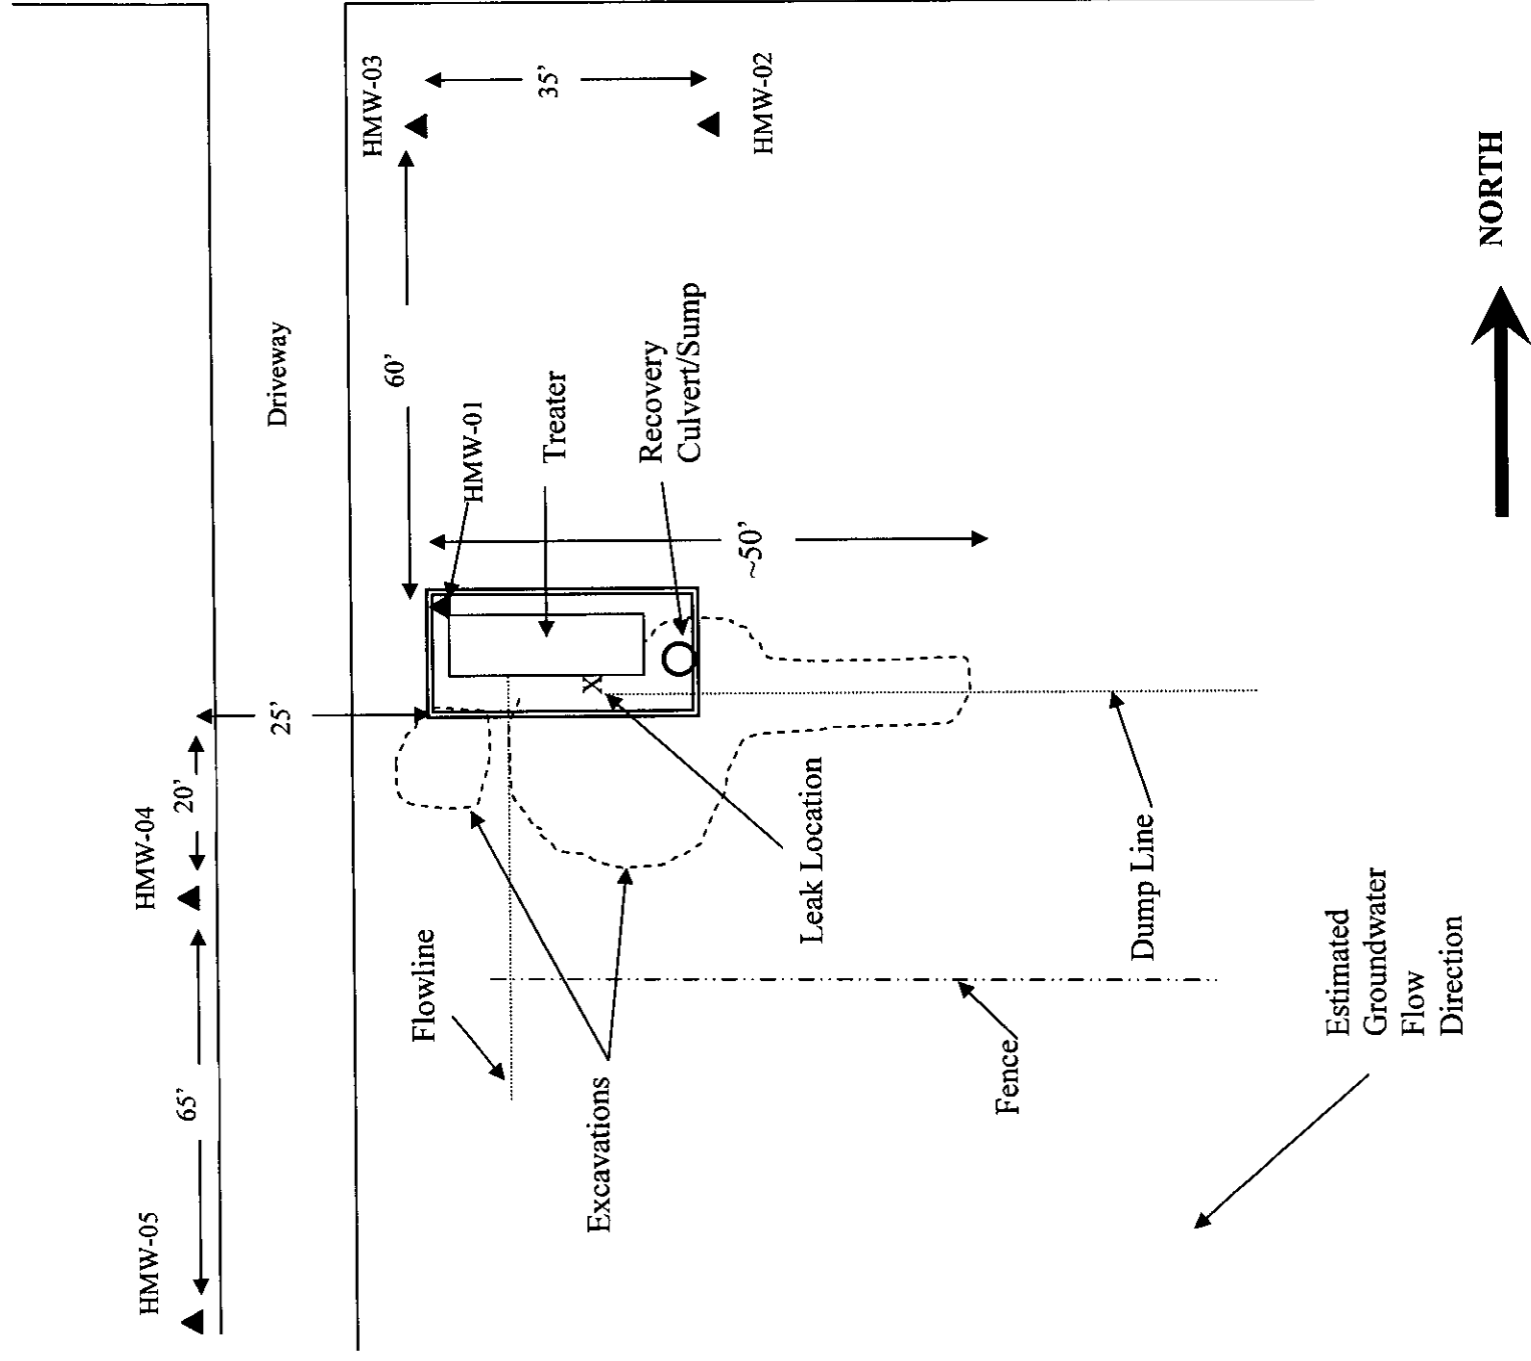 HMW-03
35'
HMW-02
60'
Driveway
HMW-01
Treater
Recovery
Culvert/Sump
NORTH
25'
~50'
20'
HMW-04
Leak Location
Dump Line
Flowline
Estimated
Groundwater
Flow
Direction
65'
Excavations
Fence
HMW-05
X